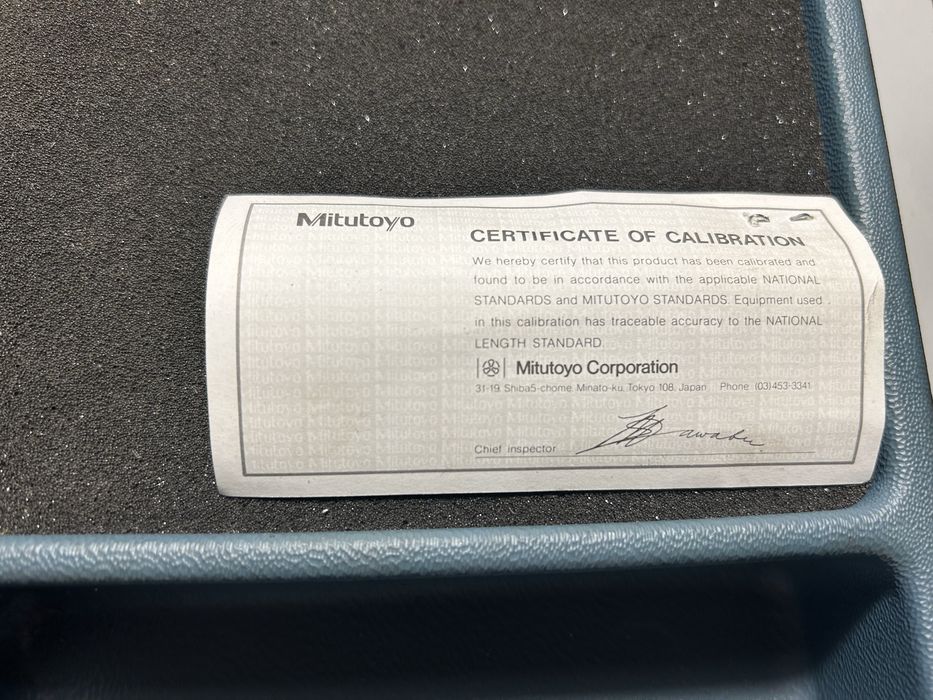 Mitutoyo
CERTIFICATE OF CALIBRATION
We hereby certify that this product has been calibrated and
found to be in accordance with the applicable NATIONAL
STANDARDS and MITUTOYO STANDARDS. Equipment used
in this calibration has traceable accuracy to the NATIONAL
LENGTH STANDARD.
Mitutoyo Corporation
31-19, Shiba5-chome, Minato-ku, Tokyo 108, Japan Phone (03)453-3341
Chief inspector